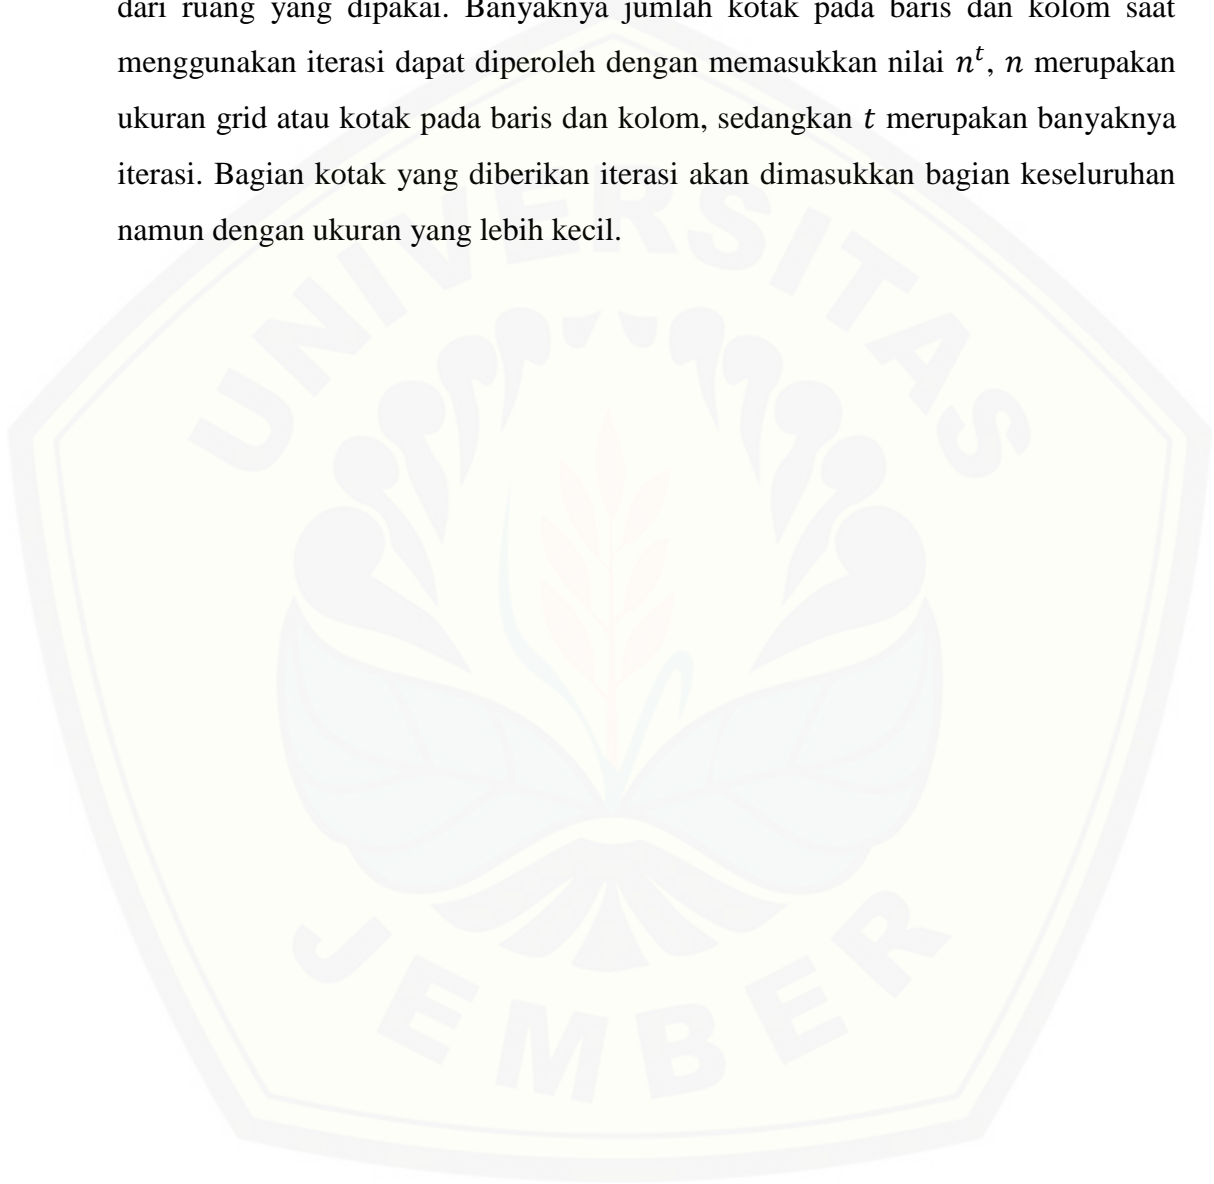 dari ruang yang dipakai. Banyaknya jumlah kotak pada baris dan kolom saat
menggunakan iterasi dapat diperoleh dengan memasukkan nilai nᵗ, n merupakan
ukuran grid atau kotak pada baris dan kolom, sedangkan t merupakan banyaknya
iterasi. Bagian kotak yang diberikan iterasi akan dimasukkan bagian keseluruhan
namun dengan ukuran yang lebih kecil.
UNIVERSITAS
JEMBER